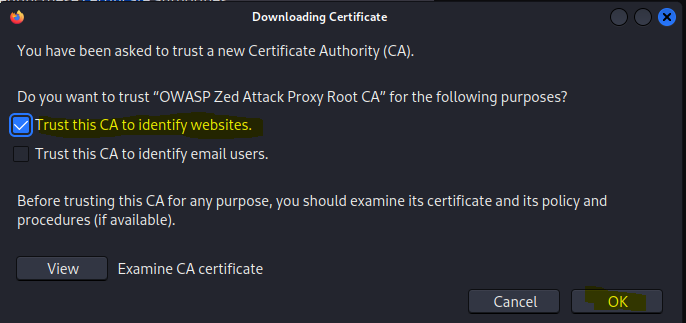 Downloading Certificate
You have been asked to trust a new Certificate Authority (CA).
Do you want to trust “OWASP Zed Attack Proxy Root CA” for the following purposes?
Trust this CA to identify websites.
Trust this CA to identify email users.
Before trusting this CA for any purpose, you should examine its certificate and its policy and
procedures (if available).
View Examine CA certificate
Cancel OK